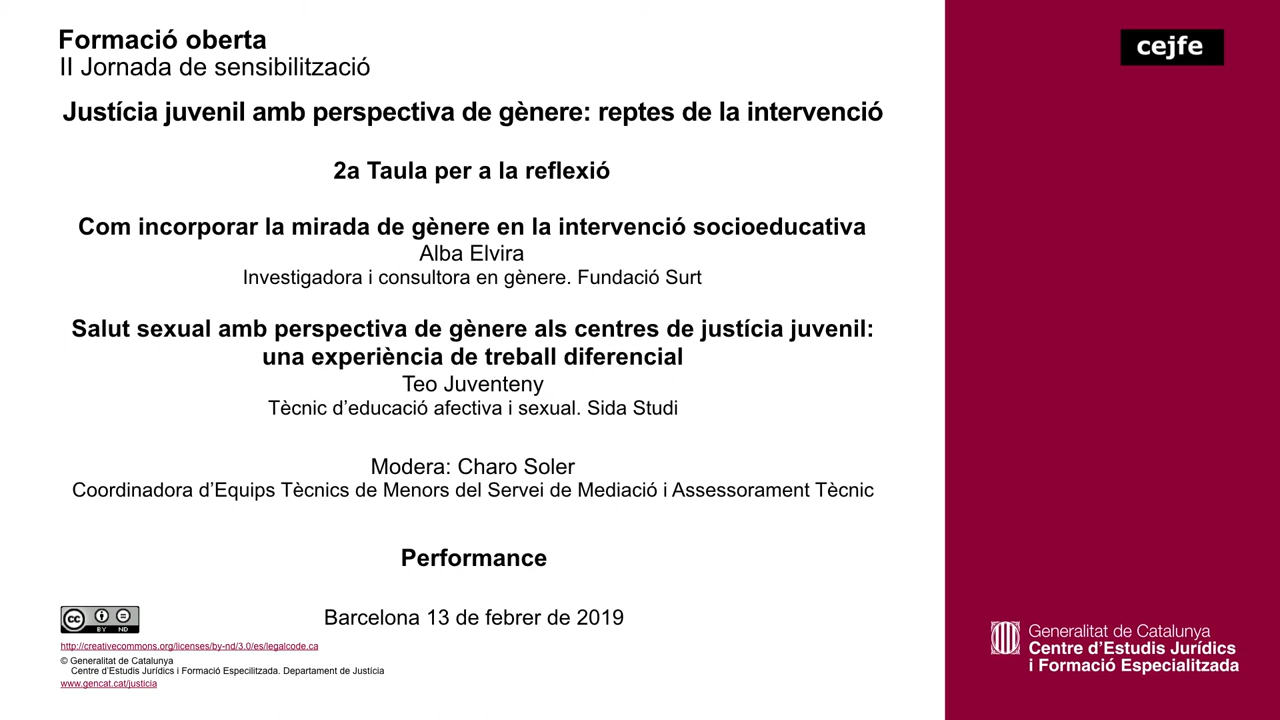 Formació oberta
II Jornada de sensibilització
cejfe
Justícia juvenil amb perspectiva de gènere: reptes de la intervenció
2a Taula per a la reflexió
Com incorporar la mirada de gènere en la intervenció socioeducativa
Alba Elvira
Investigadora i consultora en gènere. Fundació Surt
Salut sexual amb perspectiva de gènere als centres de justícia juvenil:
una experiència de treball diferencial
Teo Juventeny
Tècnic d’educació afectiva i sexual. Sida Studi
Modera: Charo Soler
Coordinadora d’Equips Tècnics de Menors del Servei de Mediació i Assessorament Tècnic
Performance
Barcelona 13 de febrer de 2019
cc
BY ND
http://creativecommons.org/licenses/by-nd/3.0/es/legalcode.ca
© Generalitat de Catalunya
Centre d’Estudis Jurídics i Formació Especilitzada. Departament de Justícia
www.gencat.cat/justicia
Generalitat de Catalunya
Centre d’Estudis Jurídics
i Formació Especialitzada